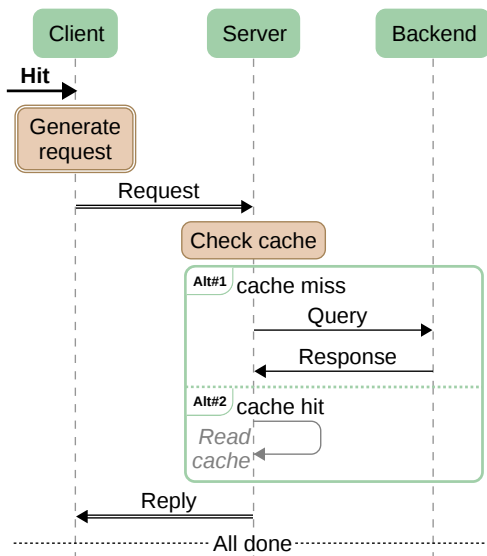 Client
Server
Backend
Hit
Generate
request
Request
Check cache
Alt#1 cache miss
Query
Response
Alt#2 cache hit
Read
cache
Reply
All done